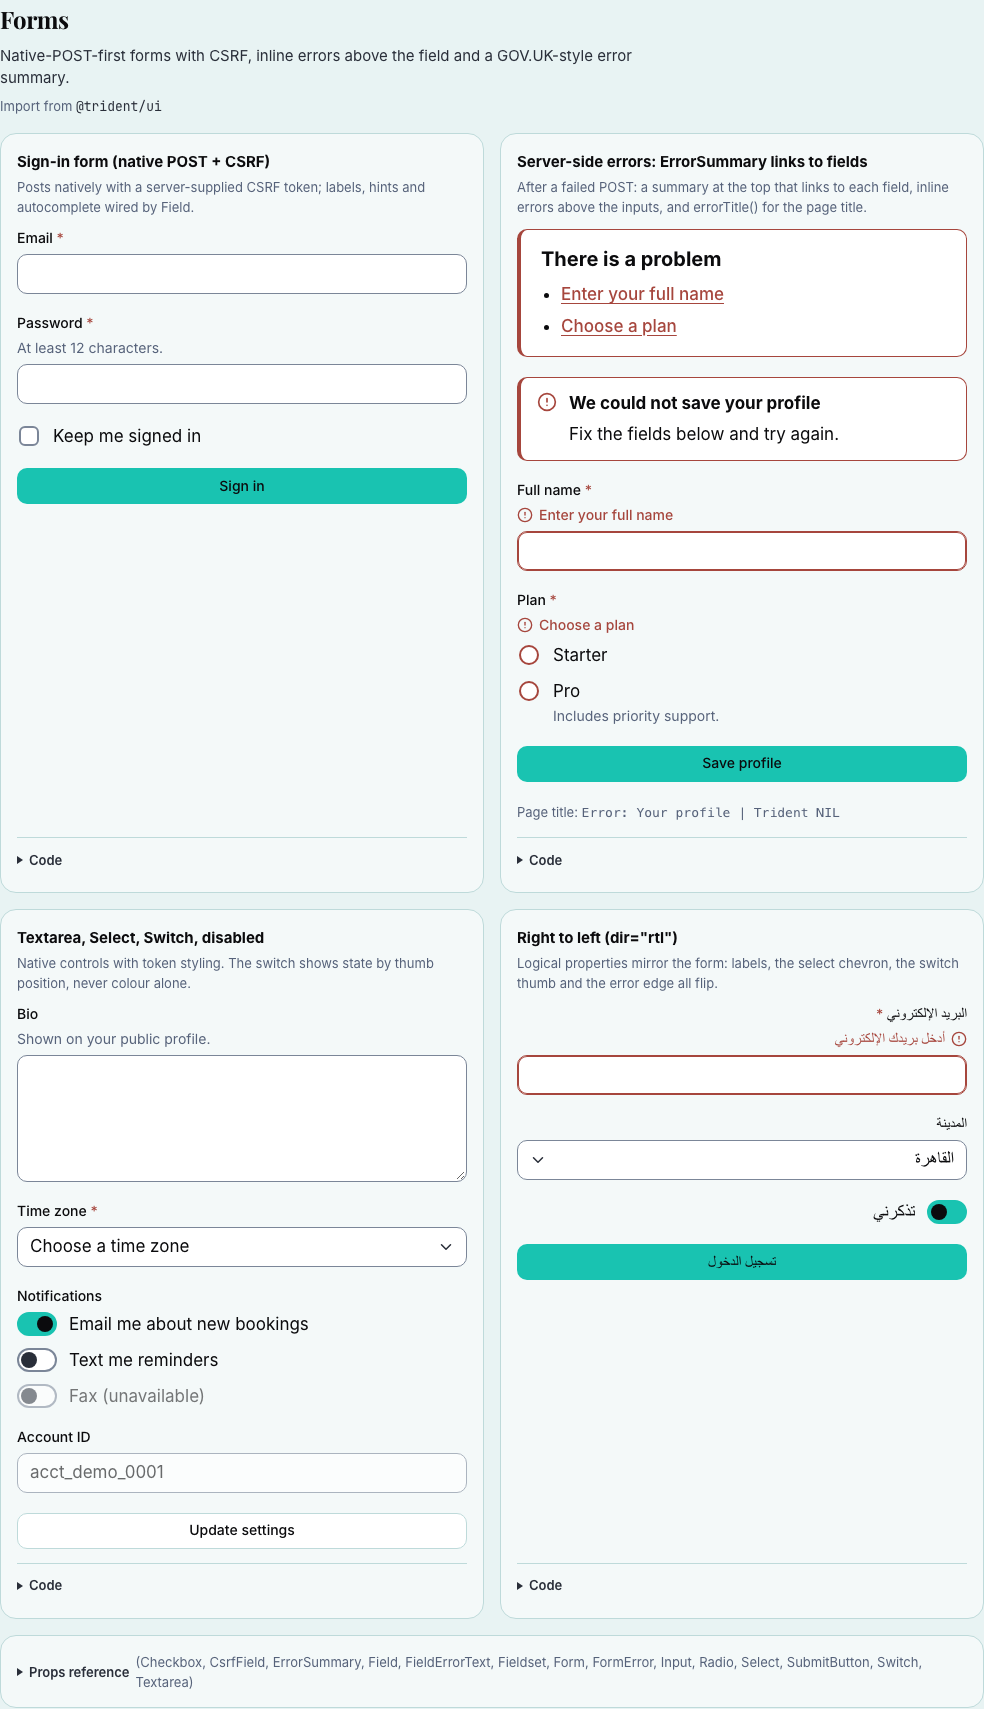 Forms
Native-POST-first forms with CSRF, inline errors above the field and a GOV.UK-style error
summary.
Import from @trident/ui
Sign-in form (native POST + CSRF)
Posts natively with a server-supplied CSRF token; labels, hints and
autocomplete wired by Field.
Email *
Password *
At least 12 characters.
Keep me signed in
Sign in
Code
Server-side errors: ErrorSummary links to fields
After a failed POST: a summary at the top that links to each field, inline
errors above the inputs, and errorTitle() for the page title.
There is a problem
• Enter your full name
• Choose a plan
We could not save your profile
Fix the fields below and try again.
Full name *
Enter your full name
Plan *
Choose a plan
Starter
Pro
Includes priority support.
Save profile
Page title: Error: Your profile | Trident NIL
Code
Textarea, Select, Switch, disabled
Native controls with token styling. The switch shows state by thumb
position, never colour alone.
Bio
Shown on your public profile.
Time zone *
Choose a time zone
Notifications
Email me about new bookings
Text me reminders
Fax (unavailable)
Account ID
acct_demo_0001
Update settings
Code
Right to left (dir="rtl")
Logical properties mirror the form: labels, the select chevron, the switch
thumb and the error edge all flip.
البريد الإلكتروني *
أدخل بريدك الإلكتروني
المدينة
القاهرة
تذكرني
تسجيل الدخول
Code
Props reference (Checkbox, CsrfField, ErrorSummary, Field, FieldErrorText, Fieldset, Form, FormError, Input, Radio, Select, SubmitButton, Switch,
Textarea)